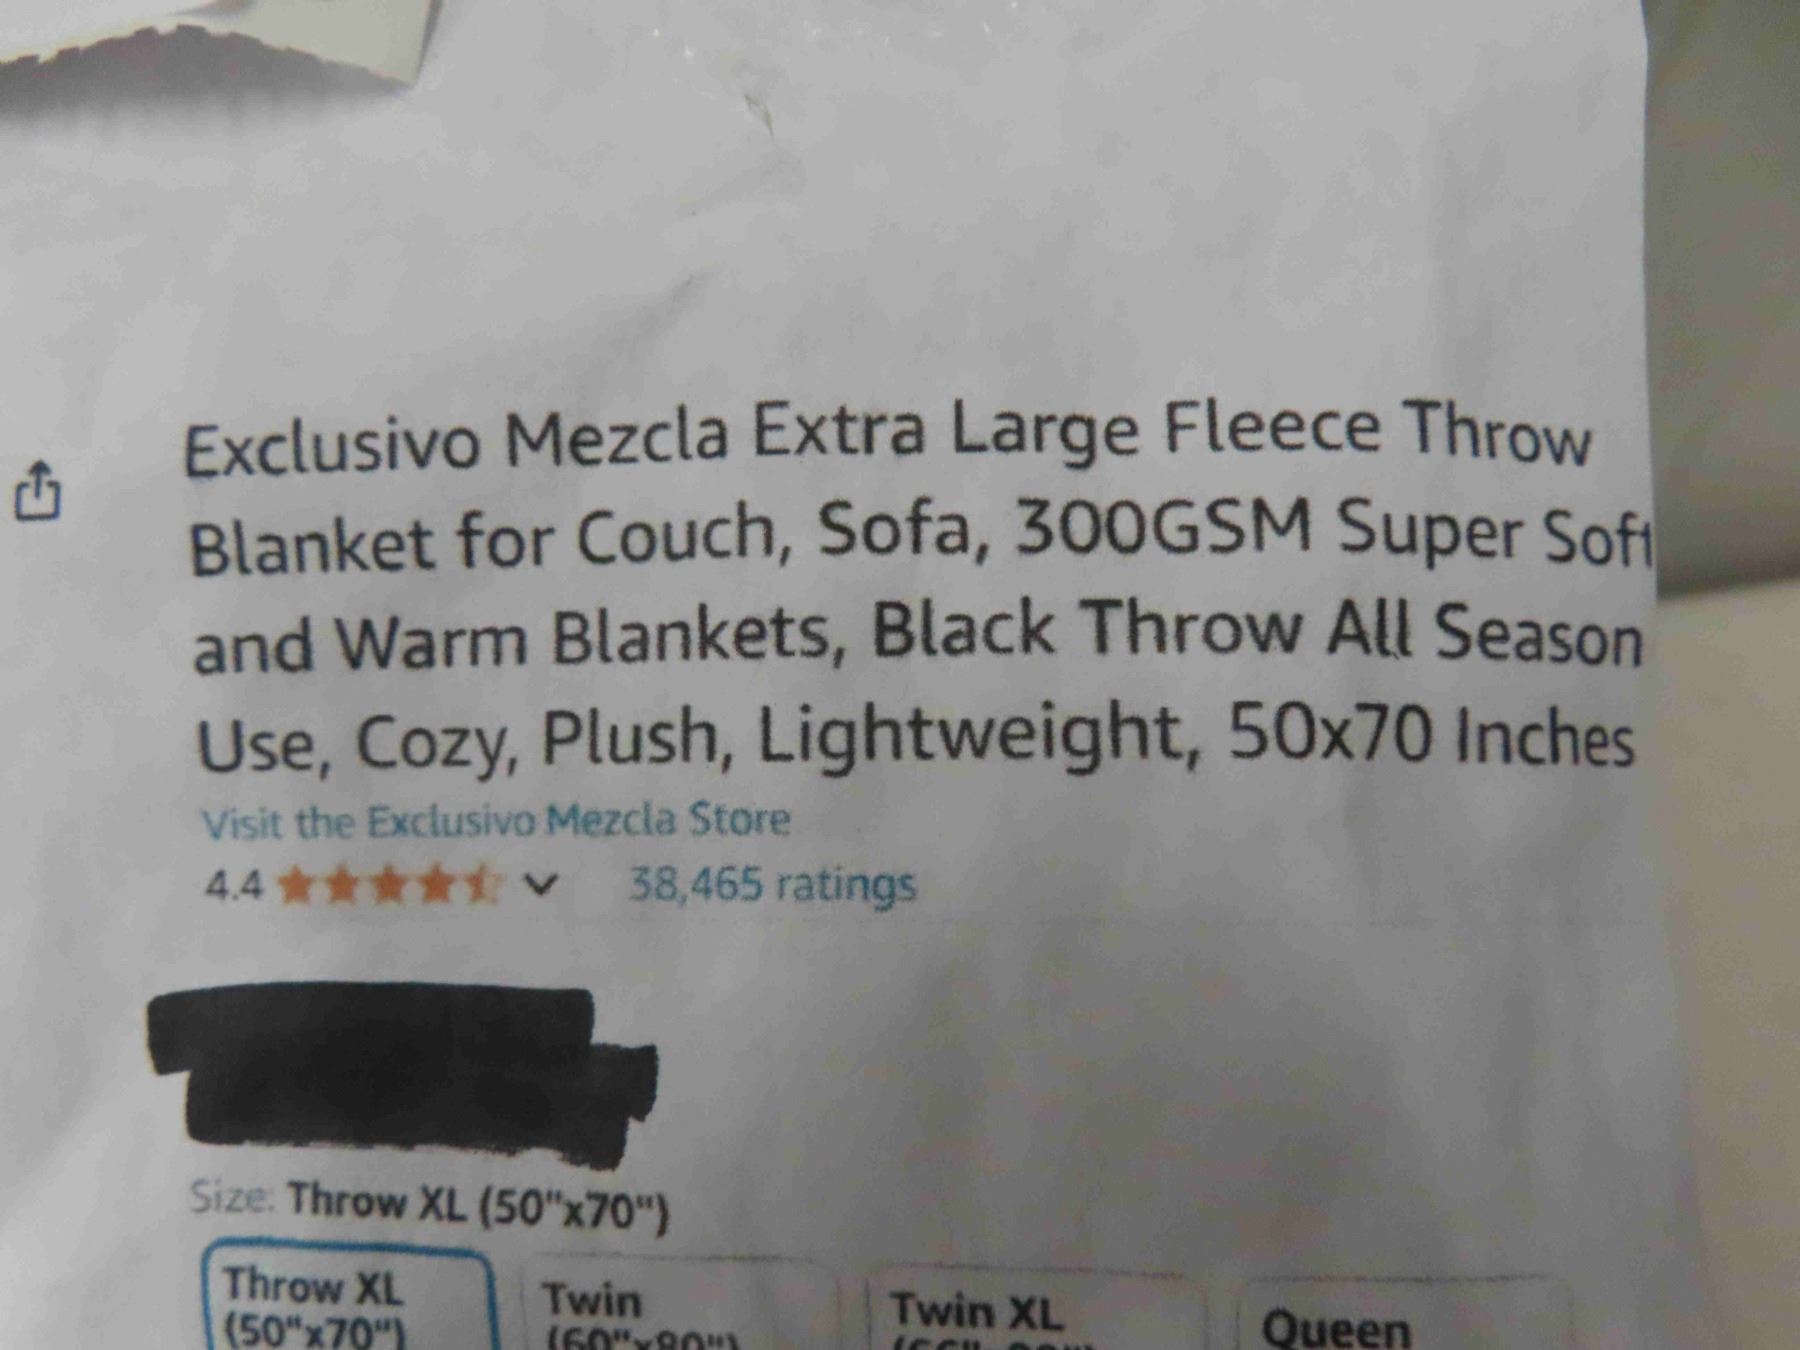 Exclusivo Mezcla Extra Large Fleece Throw
Blanket for Couch, Sofa, 300GSM Super Soft
and Warm Blankets, Black Throw All Season
Use, Cozy, Plush, Lightweight, 50x70 Inches
Visit the Exclusivo Mezcla Store
4.4 38,465 ratings
Size: Throw XL (50"x70")
Throw XL Twin Twin XL Queen
(50"x70") (60"x80")